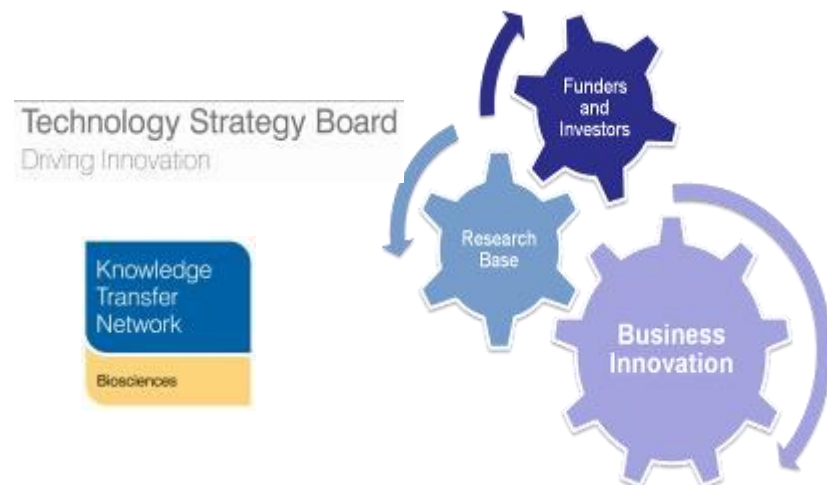 Technology Strategy Board
Driving Innovation
Knowledge
Transfer
Network
Biosciences
Funders
and
Investors
Research
Base
Business
Innovation